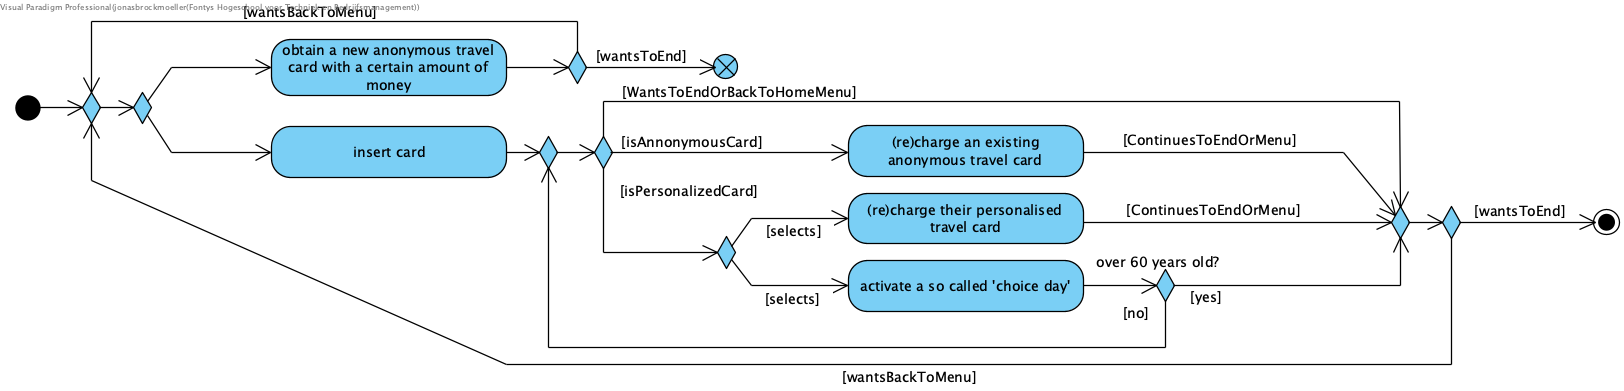 Visual Paradigm Professional(jonasbrockmoeller(Fontys Hogeschool voor Techniek en Bedrijfsmanagement))
[wantsBackToMenu]
obtain a new anonymous travel
card with a certain amount of
money
[wantsToEnd]
[WantsToEndOrBackToHomeMenu]
insert card
[isAnnonymousCard]
(re)charge an existing
anonymous travel card
[ContinuesToEndOrMenu]
[isPersonalizedCard]
[selects]
(re)charge their personalised
travel card
[ContinuesToEndOrMenu]
[wantsToEnd]
[selects]
activate a so called 'choice day'
over 60 years old?
[yes]
[no]
[wantsBackToMenu]